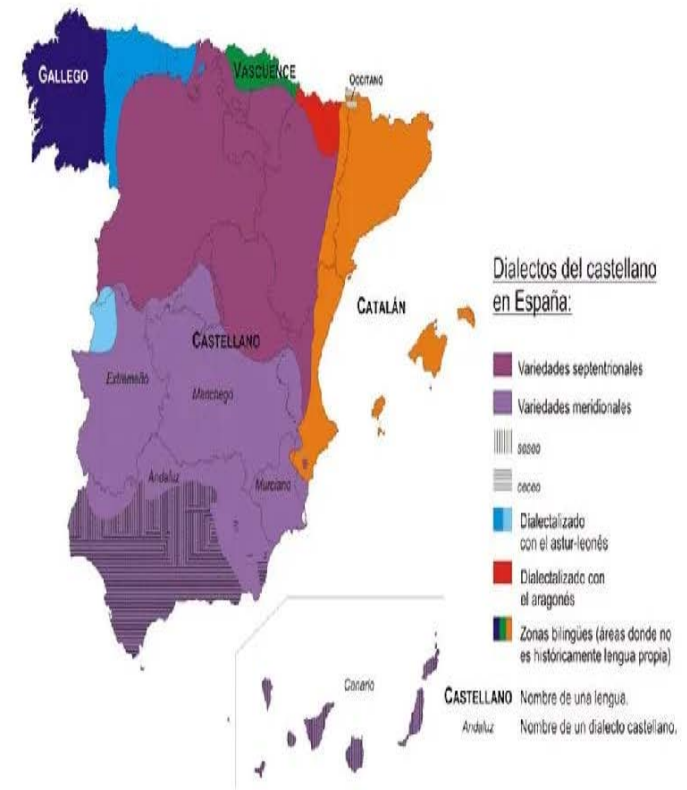 GALLEGO
VASCUENCE
OCCITANO
CATALÁN
CASTELLANO
Extremeño
Manchego
Andaluz
Murciano
Canario
Dialectos del castellano
en España:
Variedades septentrionales
Variedades meridionales
seseo
ceceo
Dialectalizado
con el astur-leonés
Dialectalizado con
el aragonés
Zonas bilingües (áreas donde no
es históricamente lengua propia)
CASTELLANO Nombre de una lengua.
Andaluz Nombre de un dialecto castellano.